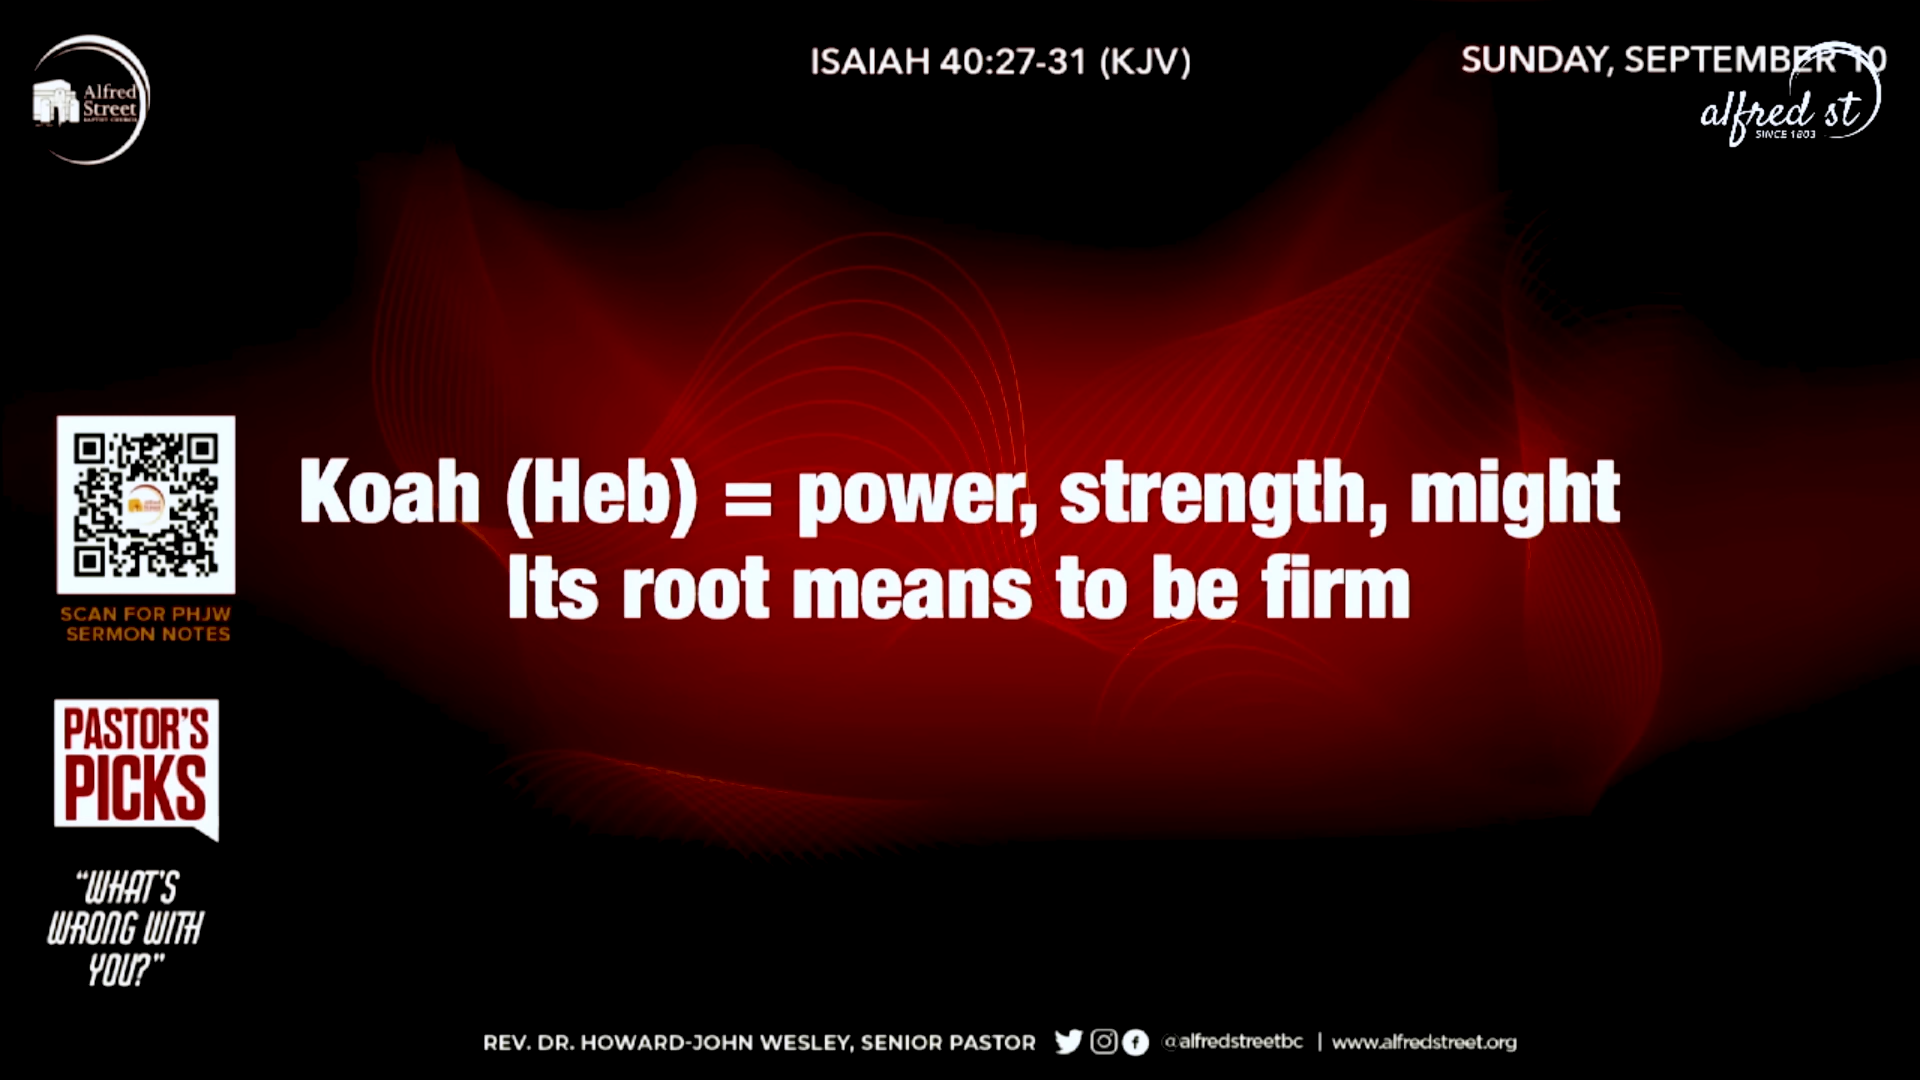 Alfred
Street
BAPTIST CHURCH
ISAIAH 40:27-31 (KJV)
SUNDAY, SEPTEMBER 10
alfred st
SINCE 1803
Koah (Heb) = power, strength, might
Its root means to be firm
SCAN FOR PHJW
SERMON NOTES
PASTOR'S
PICKS
“WHAT'S
WRONG WITH
YOU?”
REV. DR. HOWARD-JOHN WESLEY, SENIOR PASTOR @alfredstreetbc | www.alfredstreet.org